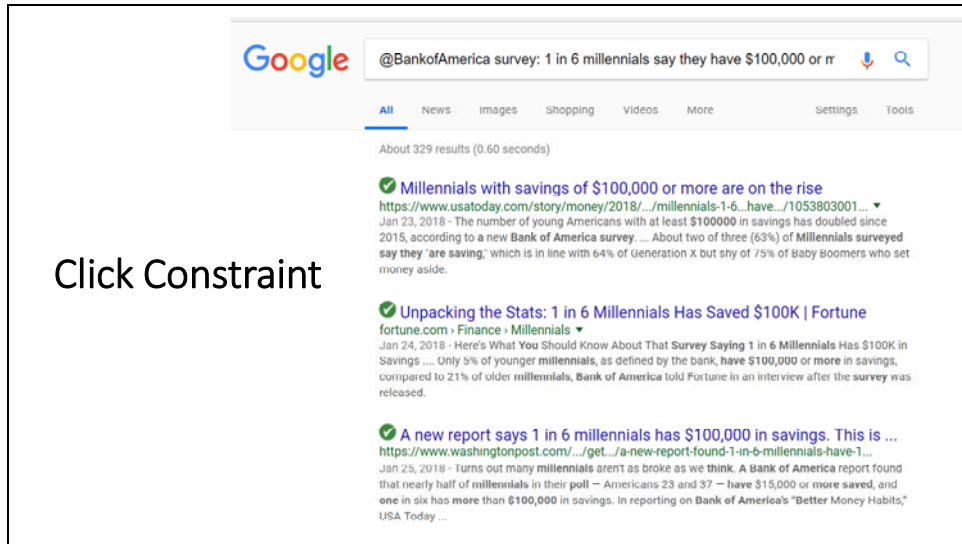 Google
@BankofAmerica survey: 1 in 6 millennials say they have $100,000 or m
All News Images Shopping Videos More Settings Tools
About 329 results (0.60 seconds)
Millennials with savings of $100,000 or more are on the rise
https://www.usatoday.com/story/money/2018/.../millennials-1-6...have.../1053803001...
Jan 23, 2018 - The number of young Americans with at least $100000 in savings has doubled since
2015, according to a new Bank of America survey. ... About two of three (63%) of Millennials surveyed
say they "are saving," which is in line with 64% of Generation X but shy of 75% of Baby Boomers who set
money aside.
Click Constraint
Unpacking the Stats: 1 in 6 Millennials Has Saved $100K | Fortune
fortune.com › Finance › Millennials
Jan 24, 2018 - Here's What You Should Know About That Survey Saying 1 in 6 Millennials Has $100K in
Savings .... Only 5% of younger millennials, as defined by the bank, have $100,000 or more in savings,
compared to 21% of older millennials, Bank of America told Fortune in an interview after the survey was
released.
A new report says 1 in 6 millennials has $100,000 in savings. This is ...
https://www.washingtonpost.com/.../get.../a-new-report-found-1-in-6-millennials-have-1...
Jan 25, 2018 - Turns out many millennials aren't as broke as we think. A Bank of America report found
that nearly half of millennials in their poll — Americans 23 and 37 — have $15,000 or more saved, and
one in six has more than $100,000 in savings. In reporting on Bank of America's "Better Money Habits,"
USA Today ...